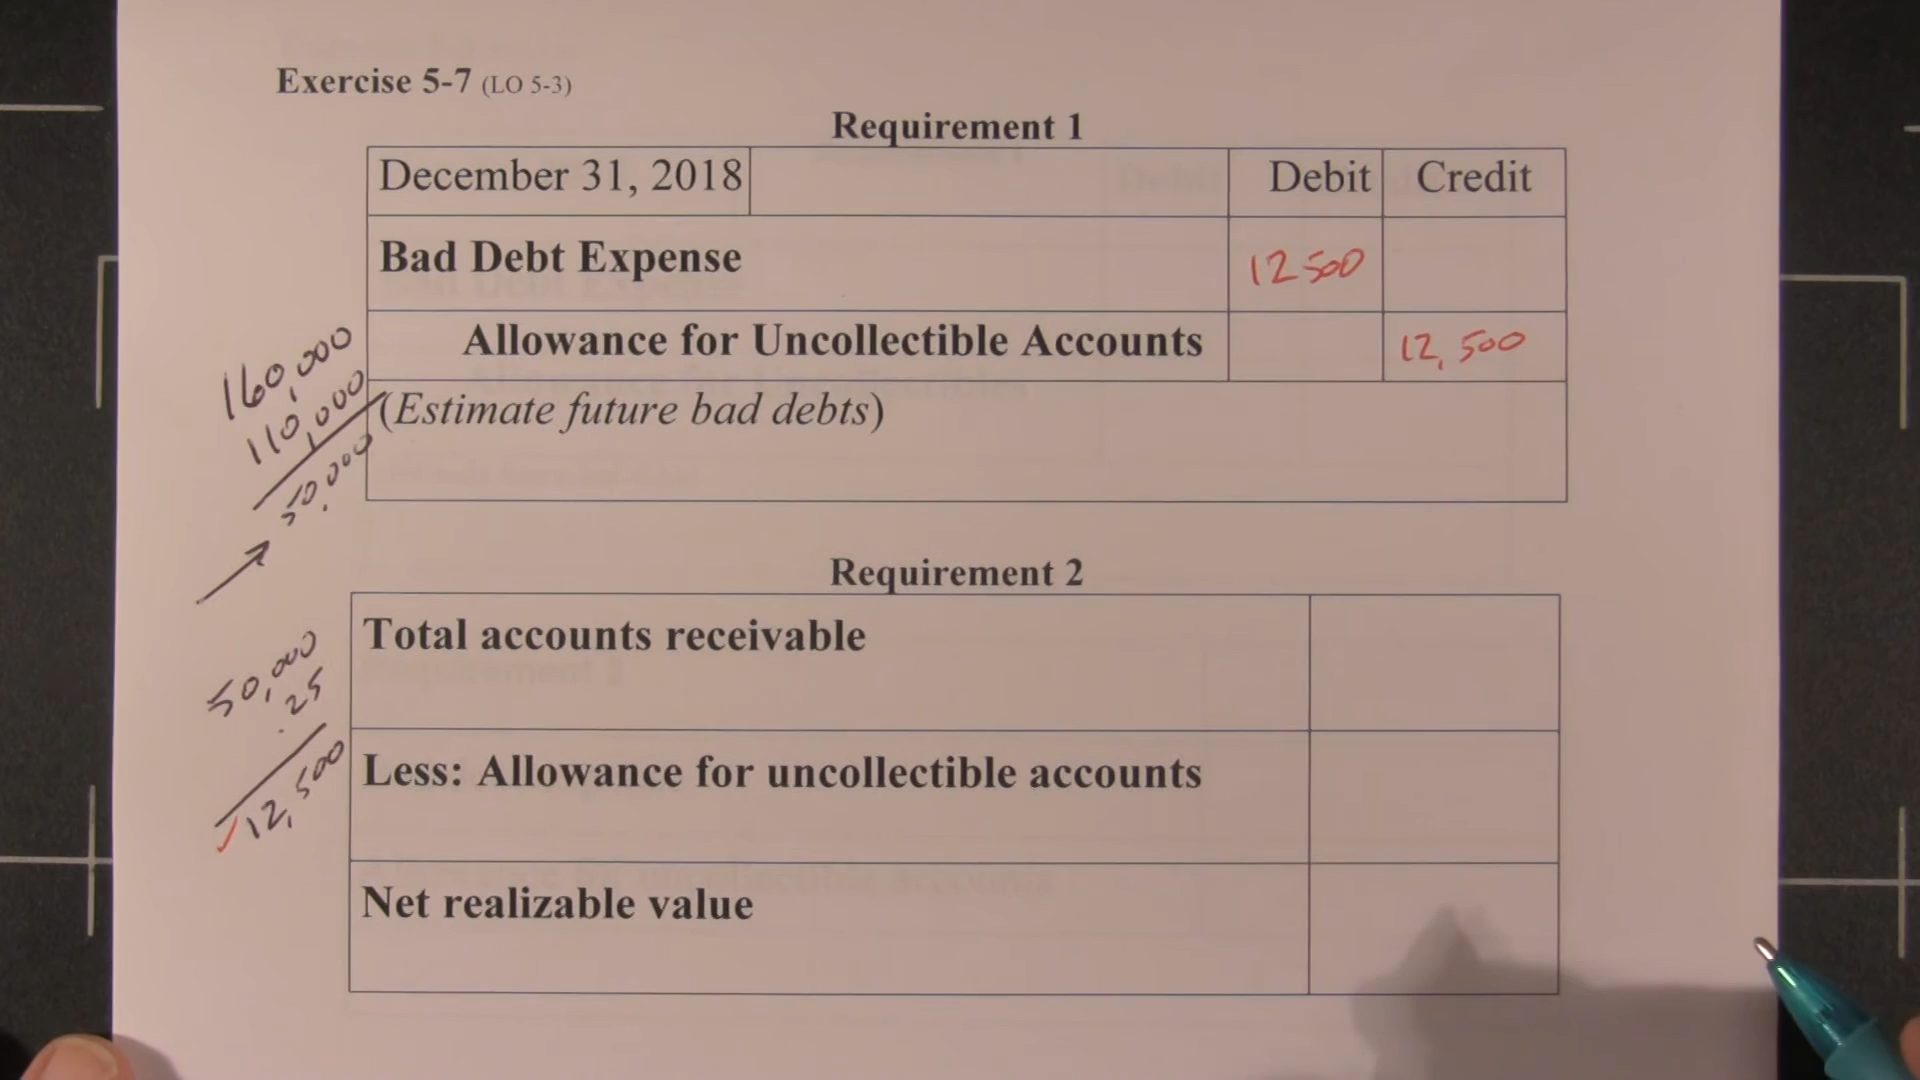 Exercise 5-7 (LO 5-3)
Requirement 1
December 31, 2018 Debit Credit
Bad Debt Expense 12500
Allowance for Uncollectible Accounts 12,500
(Estimate future bad debts)
160,000
110,000
50,000
Requirement 2
Total accounts receivable
Less: Allowance for uncollectible accounts
Net realizable value
50,000
.25
12,500